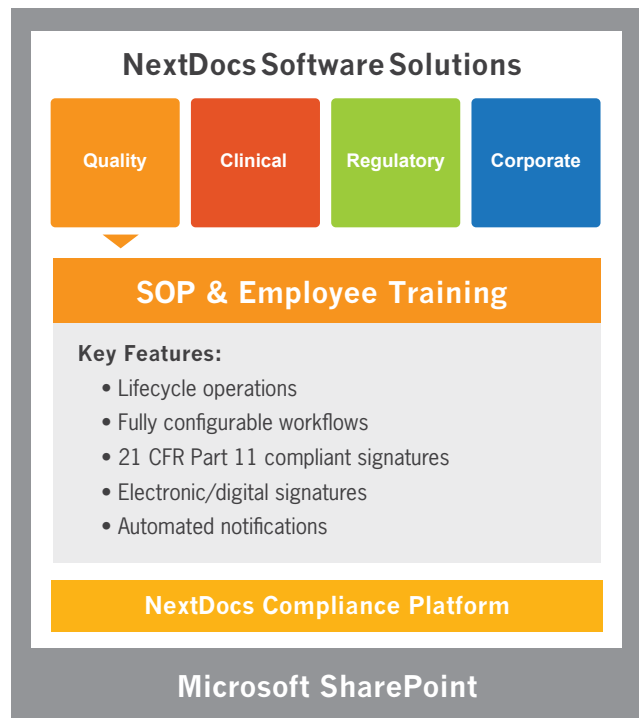 NextDocs Software Solutions
Quality
Clinical
Regulatory
Corporate
SOP & Employee Training
Key Features:
• Lifecycle operations
• Fully configurable workflows
• 21 CFR Part 11 compliant signatures
• Electronic/digital signatures
• Automated notifications
NextDocs Compliance Platform
Microsoft SharePoint